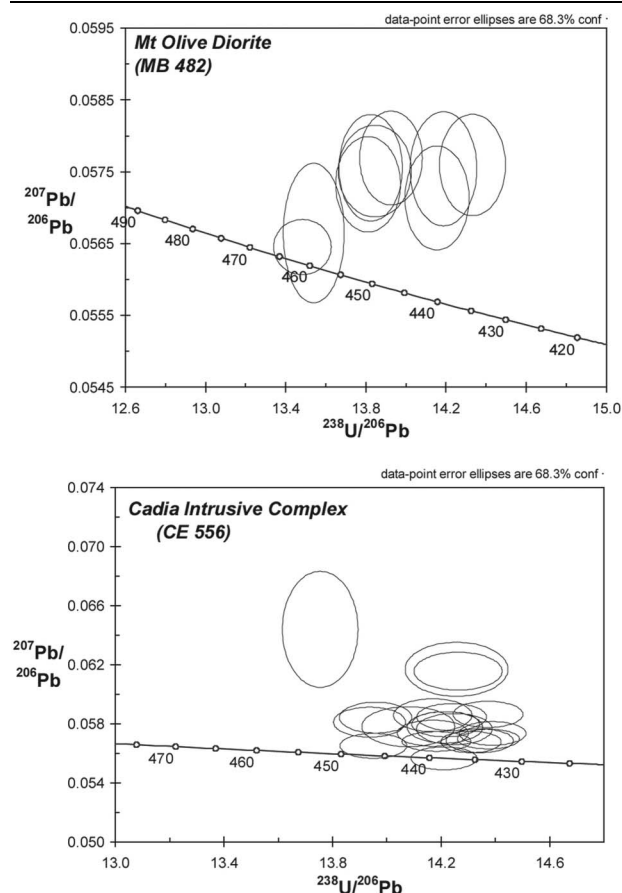 data-point error ellipses are 68.3% conf ·
Mt Olive Diorite
(MB 482)
0.0595
0.0585
0.0575
²⁰⁷Pb/
²⁰⁶Pb
0.0565
0.0555
0.0545
490
480
470
460
450
440
430
420
12.6 13.0 13.4 13.8 14.2 14.6 15.0
²³⁸U/²⁰⁶Pb
data-point error ellipses are 68.3% conf ·
Cadia Intrusive Complex
(CE 556)
0.074
0.070
0.066
²⁰⁷Pb/
²⁰⁶Pb
0.062
0.058
0.054
0.050
470
460
450
440
430
13.0 13.4 13.8 14.2 14.6
²³⁸U/²⁰⁶Pb